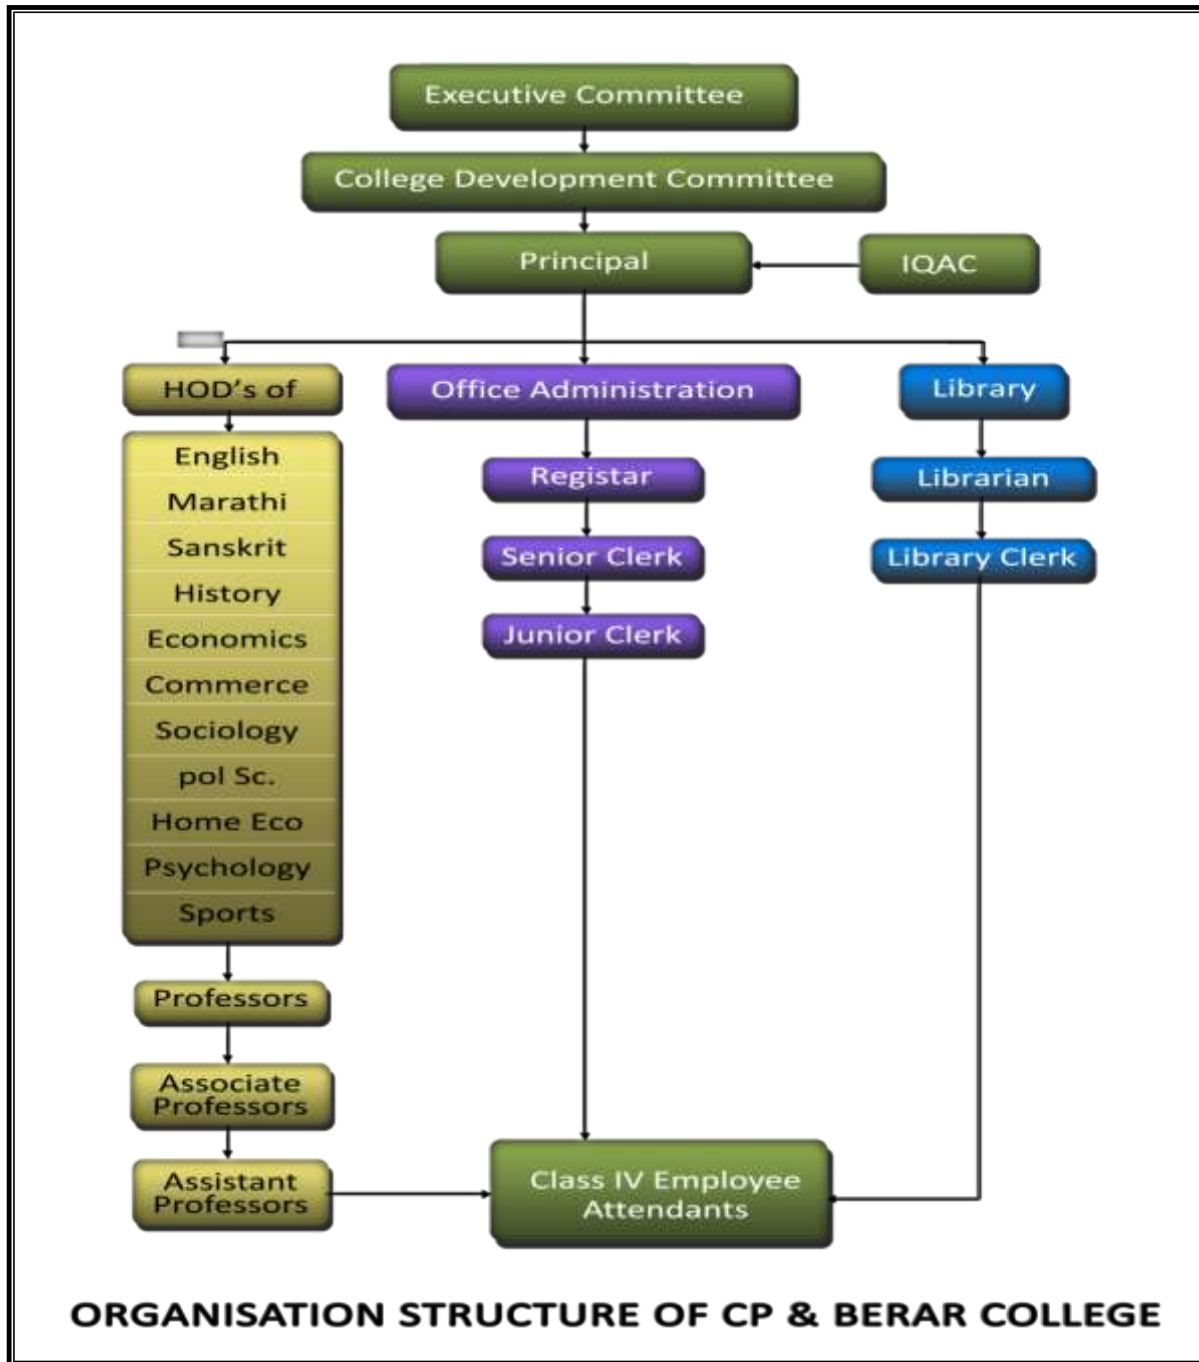 Executive Committee
College Development Committee
Principal
IQAC
HOD's of
Office Administration
Library
English
Marathi
Sanskrit
History
Economics
Commerce
Sociology
pol Sc.
Home Eco
Psychology
Sports
Professors
Associate
Professors
Assistant
Professors
Registar
Senior Clerk
Junior Clerk
Librarian
Library Clerk
Class IV Employee
Attendants
ORGANISATION STRUCTURE OF CP & BERAR COLLEGE